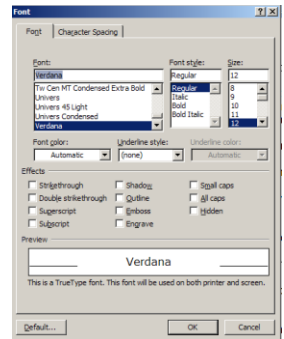 Font
Font Character Spacing
Font: Font style: Size:
Verdana Regular 12
Tw Cen MT Condensed Extra Bold Regular 8
Univers Italic 9
Univers 45 Light Bold 10
Univers Condensed Bold Italic 11
Verdana 12
Font color: Underline style: Underline color:
Automatic (none) Automatic
Effects
Strikethrough Shadow Small caps
Double strikethrough Outline All caps
Superscript Emboss Hidden
Subscript Engrave
Preview
Verdana
This is a TrueType font. This font will be used on both printer and screen.
Default... OK Cancel